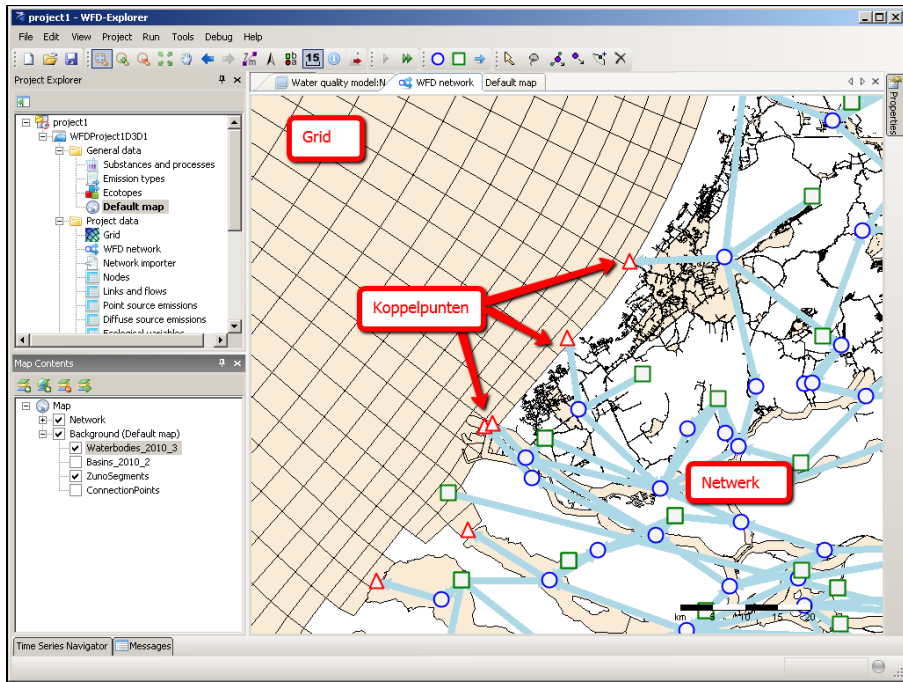 project1 - WFD-Explorer
File Edit View Project Run Tools Debug Help
15
Project Explorer
Water quality model:N WFD network Default map
Properties
project1
WFDProject1D3D1
General data
Substances and processes
Emission types
Ecotopes
Default map
Project data
Grid
WFD network
Network importer
Nodes
Links and flows
Point source emissions
Diffuse source emissions
Ecological variables
Map Contents
Map
Network
Background (Default map)
Waterbodies_2010_3
Basins_2010_2
ZunoSegments
ConnectionPoints
Grid
Koppelpunten
Netwerk
km 5 10 15 20
Time Series Navigator Messages